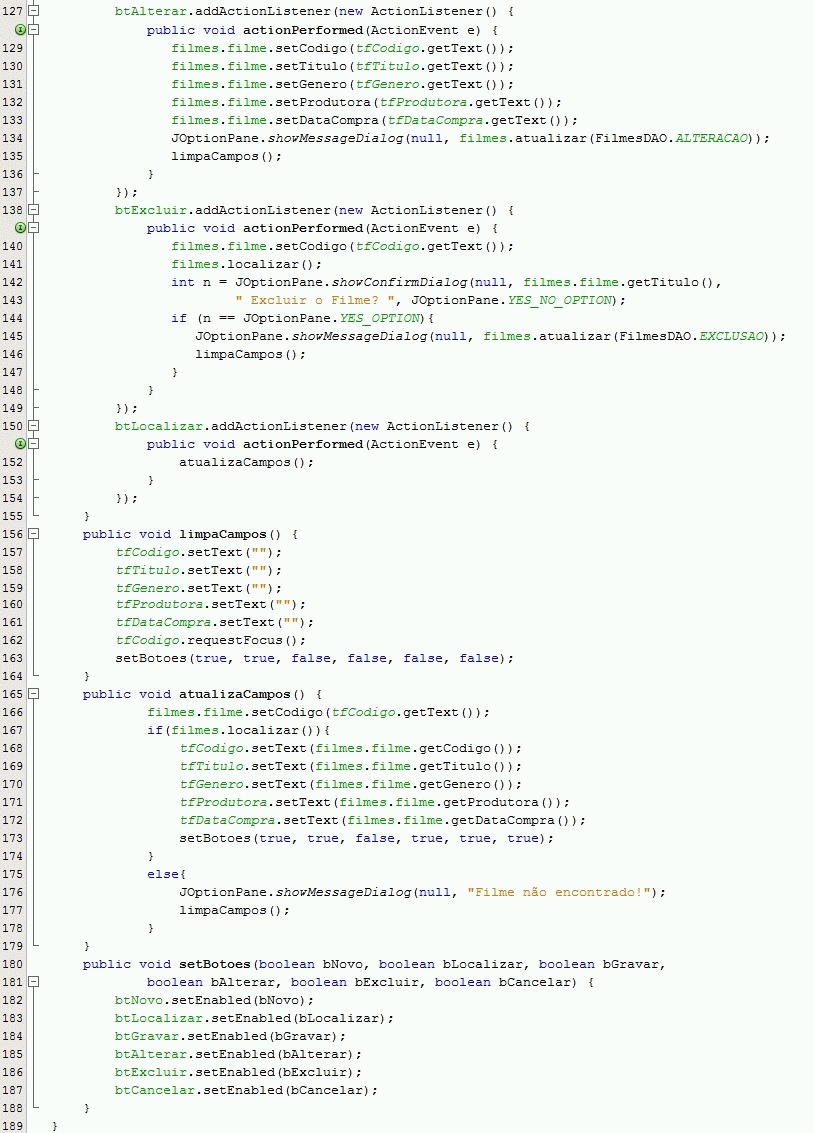 127 btAlterar.addActionListener(new ActionListener() {
public void actionPerformed(ActionEvent e) {
129 filmes.filme.setCodigo(tfCodigo.getText());
130 filmes.filme.setTitulo(tfTitulo.getText());
131 filmes.filme.setGenero(tfGenero.getText());
132 filmes.filme.setProdutora(tfProdutora.getText());
133 filmes.filme.setDataCompra(tfDataCompra.getText());
134 JOptionPane.showMessageDialog(null, filmes.atualizar(FilmesDAO.ALTERACAO));
135 limpaCampos();
136 }
137 });
138 btExcluir.addActionListener(new ActionListener() {
public void actionPerformed(ActionEvent e) {
140 filmes.filme.setCodigo(tfCodigo.getText());
141 filmes.localizar();
142 int n = JOptionPane.showConfirmDialog(null, filmes.filme.getTitulo(),
143 " Excluir o Filme? ", JOptionPane.YES_NO_OPTION);
144 if (n == JOptionPane.YES_OPTION){
145 JOptionPane.showMessageDialog(null, filmes.atualizar(FilmesDAO.EXCLUSAO));
146 limpaCampos();
147 }
148 }
149 });
150 btLocalizar.addActionListener(new ActionListener() {
public void actionPerformed(ActionEvent e) {
152 atualizaCampos();
153 }
154 });
155 }
156 public void limpaCampos() {
157 tfCodigo.setText("");
158 tfTitulo.setText("");
159 tfGenero.setText("");
160 tfProdutora.setText("");
161 tfDataCompra.setText("");
162 tfCodigo.requestFocus();
163 setBotoes(true, true, false, false, false, false);
164 }
165 public void atualizaCampos() {
166 filmes.filme.setCodigo(tfCodigo.getText());
167 if(filmes.localizar()){
168 tfCodigo.setText(filmes.filme.getCodigo());
169 tfTitulo.setText(filmes.filme.getTitulo());
170 tfGenero.setText(filmes.filme.getGenero());
171 tfProdutora.setText(filmes.filme.getProdutora());
172 tfDataCompra.setText(filmes.filme.getDataCompra());
173 setBotoes(true, true, false, true, true, true);
174 }
175 else{
176 JOptionPane.showMessageDialog(null, "Filme não encontrado!");
177 limpaCampos();
178 }
179 }
180 public void setBotoes(boolean bNovo, boolean bLocalizar, boolean bGravar,
181 boolean bAlterar, boolean bExcluir, boolean bCancelar) {
182 btNovo.setEnabled(bNovo);
183 btLocalizar.setEnabled(bLocalizar);
184 btGravar.setEnabled(bGravar);
185 btAlterar.setEnabled(bAlterar);
186 btExcluir.setEnabled(bExcluir);
187 btCancelar.setEnabled(bCancelar);
188 }
189 }